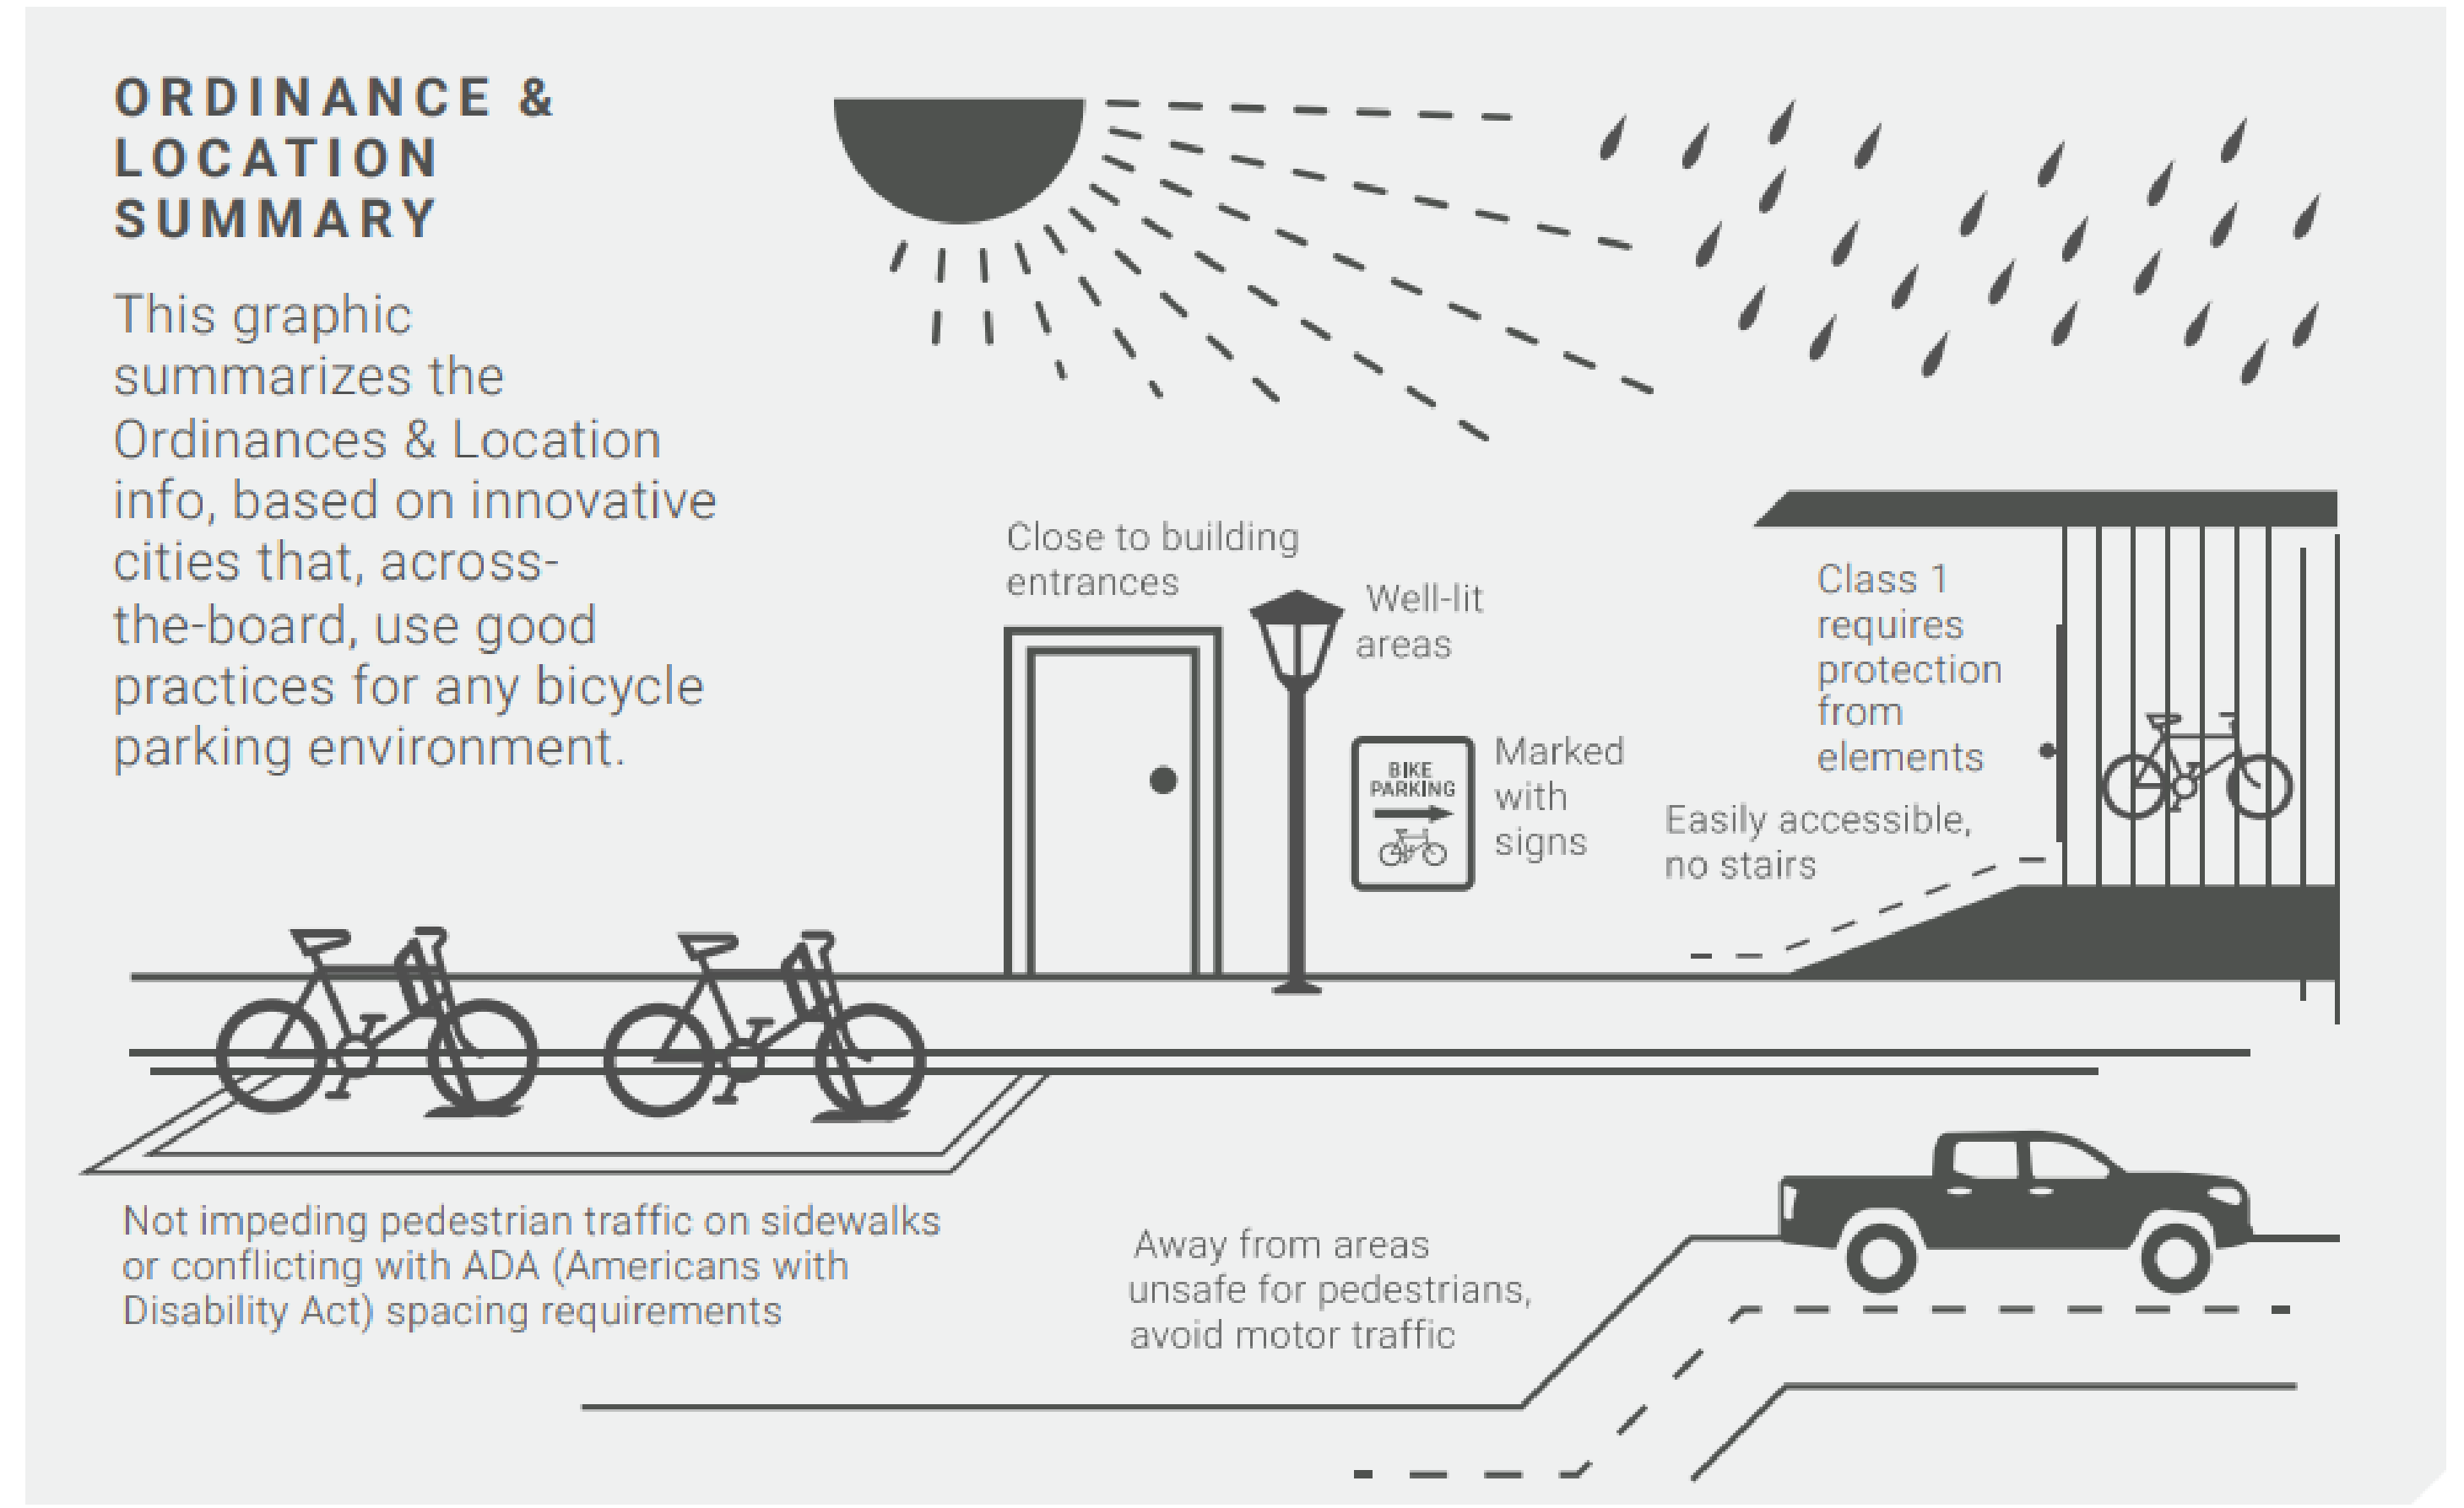 ORDINANCE &
LOCATION
SUMMARY
This graphic
summarizes the
Ordinances & Location
info, based on innovative
cities that, across-
the-board, use good
practices for any bicycle
parking environment.
Close to building
entrances
Well-lit
areas
BIKE
PARKING
Marked
with
signs
Class 1
requires
protection
from
elements
Easily accessible,
no stairs
Not impeding pedestrian traffic on sidewalks
or conflicting with ADA (Americans with
Disability Act) spacing requirements
Away from areas
unsafe for pedestrians,
avoid motor traffic